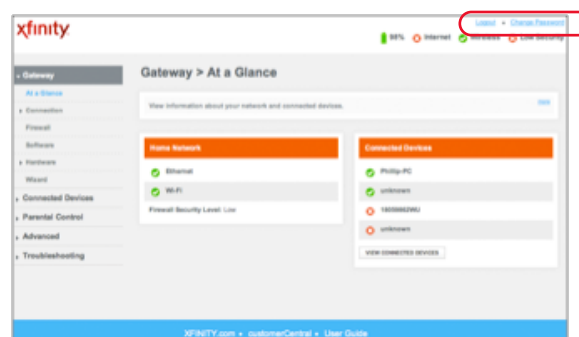 xfinity
Logout • Change Password
88% Internet Wireless Low Security
Gateway
At a Glance
Connection
Firewall
Software
Hardware
Wizard
Connected Devices
Parental Control
Advanced
Troubleshooting
Gateway > At a Glance
View information about your network and connected devices.
Home Network
Ethernet
Wi-Fi
Firewall Security Level: Low
Connected Devices
Phillip-PC
unknown
unknown
VIEW CONNECTED DEVICES
XFINITY.com • customerCentral • User Guide